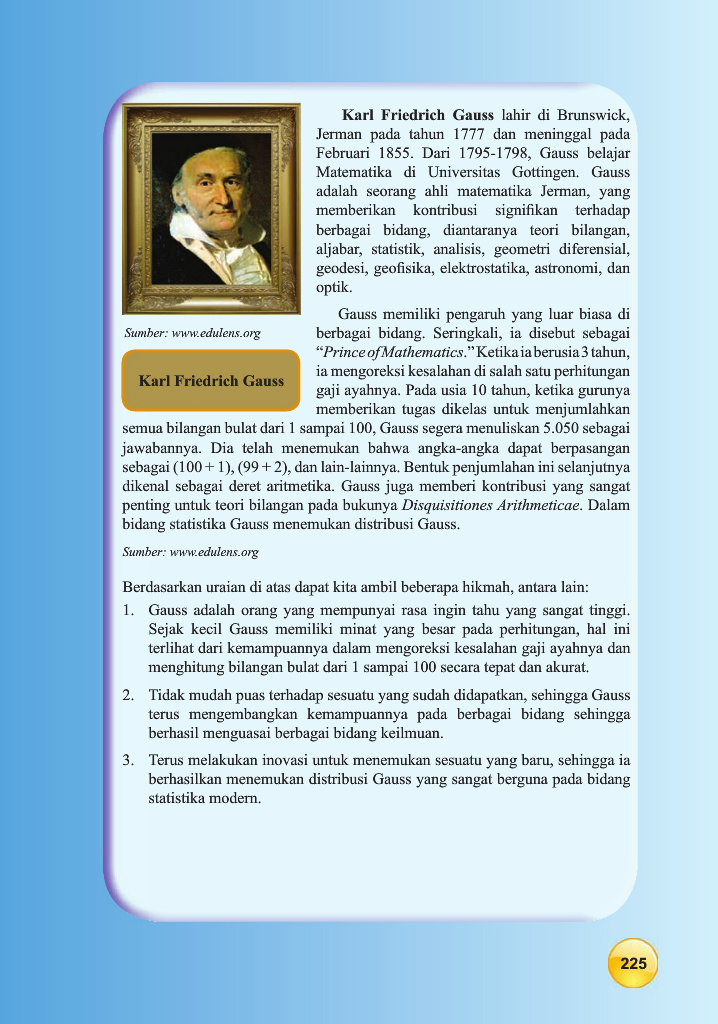 Karl Friedrich Gauss lahir di Brunswick,
Jerman pada tahun 1777 dan meninggal pada
Februari 1855. Dari 1795-1798, Gauss belajar
Matematika di Universitas Gottingen. Gauss
adalah seorang ahli matematika Jerman, yang
memberikan kontribusi signifikan terhadap
berbagai bidang, diantaranya teori bilangan,
aljabar, statistik, analisis, geometri diferensial,
geodesi, geofisika, elektrostatika, astronomi, dan
optik.
Sumber: www.edulens.org
Karl Friedrich Gauss
Gauss memiliki pengaruh yang luar biasa di
berbagai bidang. Seringkali, ia disebut sebagai
“Prince of Mathematics.” Ketika ia berusia 3 tahun,
ia mengoreksi kesalahan di salah satu perhitungan
gaji ayahnya. Pada usia 10 tahun, ketika gurunya
memberikan tugas dikelas untuk menjumlahkan
semua bilangan bulat dari 1 sampai 100, Gauss segera menuliskan 5.050 sebagai
jawabannya. Dia telah menemukan bahwa angka-angka dapat berpasangan
sebagai (100 + 1), (99 + 2), dan lain-lainnya. Bentuk penjumlahan ini selanjutnya
dikenal sebagai deret aritmetika. Gauss juga memberi kontribusi yang sangat
penting untuk teori bilangan pada bukunya Disquisitiones Arithmeticae. Dalam
bidang statistika Gauss menemukan distribusi Gauss.
Sumber: www.edulens.org
Berdasarkan uraian di atas dapat kita ambil beberapa hikmah, antara lain:
1. Gauss adalah orang yang mempunyai rasa ingin tahu yang sangat tinggi.
Sejak kecil Gauss memiliki minat yang besar pada perhitungan, hal ini
terlihat dari kemampuannya dalam mengoreksi kesalahan gaji ayahnya dan
menghitung bilangan bulat dari 1 sampai 100 secara tepat dan akurat.
2. Tidak mudah puas terhadap sesuatu yang sudah didapatkan, sehingga Gauss
terus mengembangkan kemampuannya pada berbagai bidang sehingga
berhasil menguasai berbagai bidang keilmuan.
3. Terus melakukan inovasi untuk menemukan sesuatu yang baru, sehingga ia
berhasilkan menemukan distribusi Gauss yang sangat berguna pada bidang
statistika modern.
225